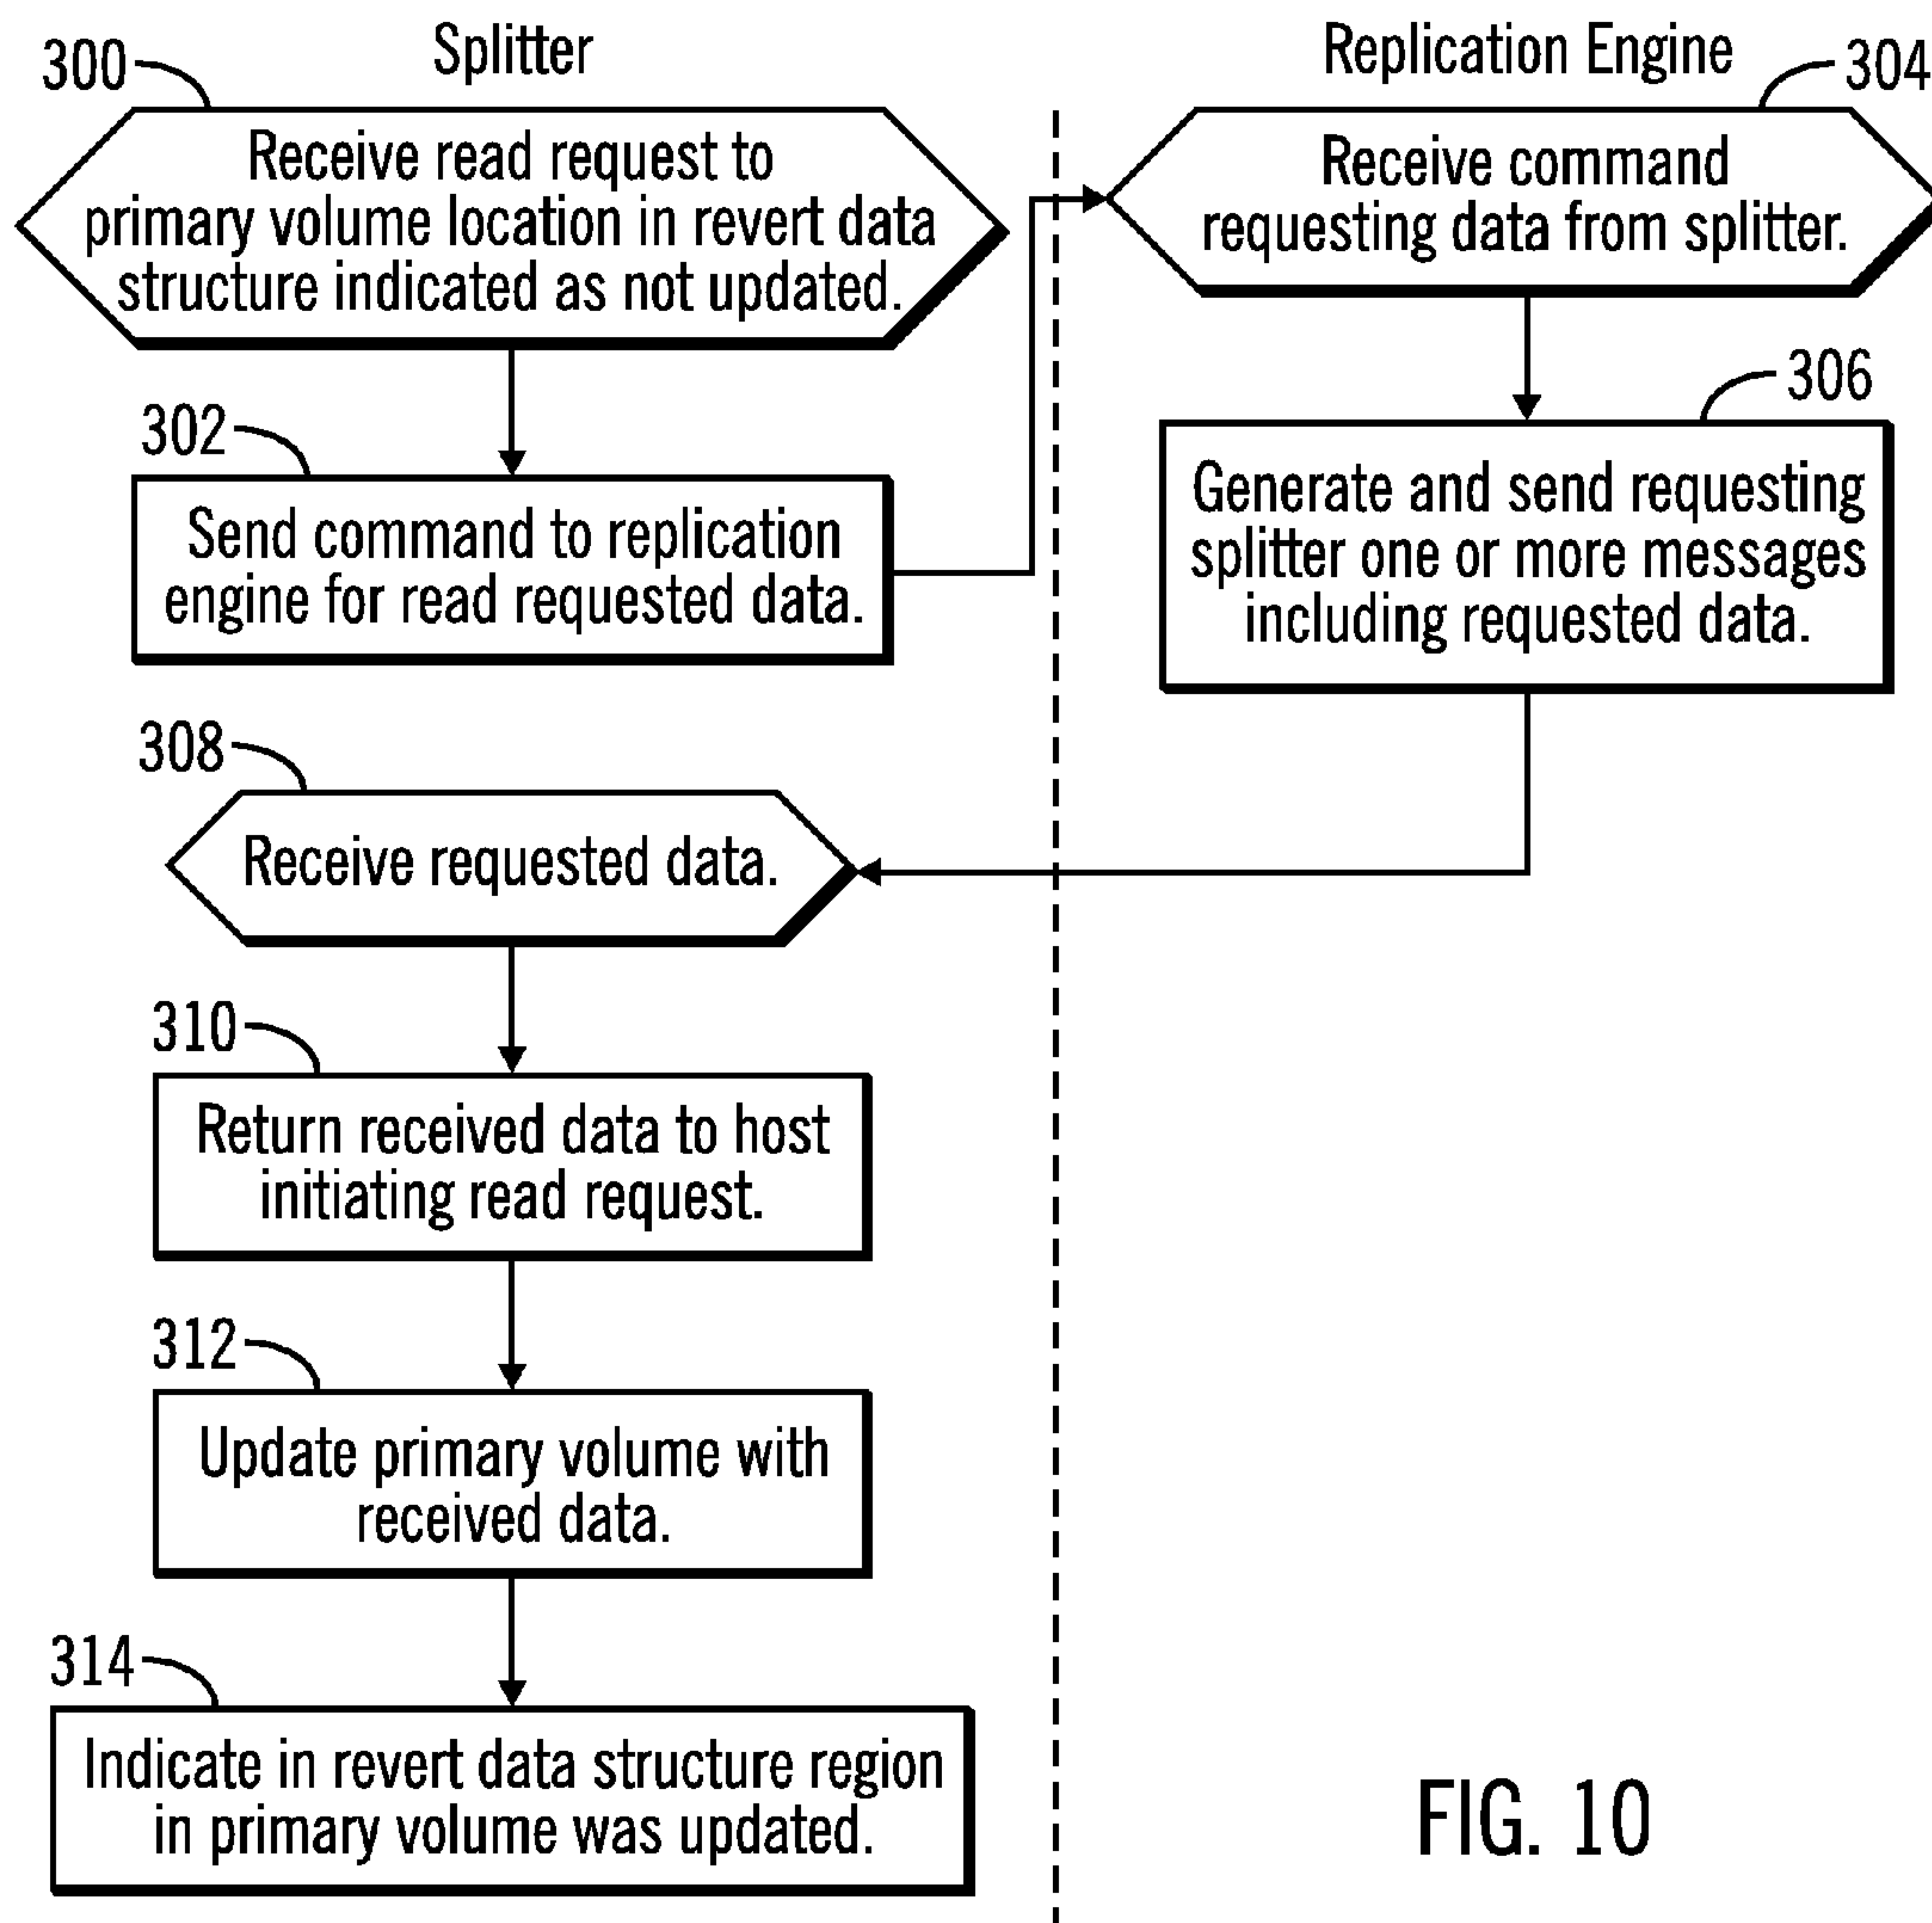 Splitter
300
Receive read request to
primary volume location in revert data
structure indicated as not updated.
302
Send command to replication
engine for read requested data.
Replication Engine
304
Receive command
requesting data from splitter.
306
Generate and send requesting
splitter one or more messages
including requested data.
308
Receive requested data.
310
Return received data to host
initiating read request.
312
Update primary volume with
received data.
314
Indicate in revert data structure region
in primary volume was updated.
FIG. 10